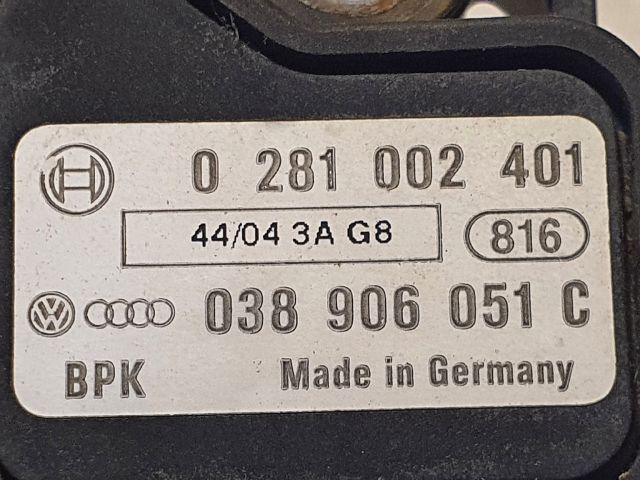 0 281 002 401
44/04 3A G8 816
038 906 051 C
BPK Made in Germany